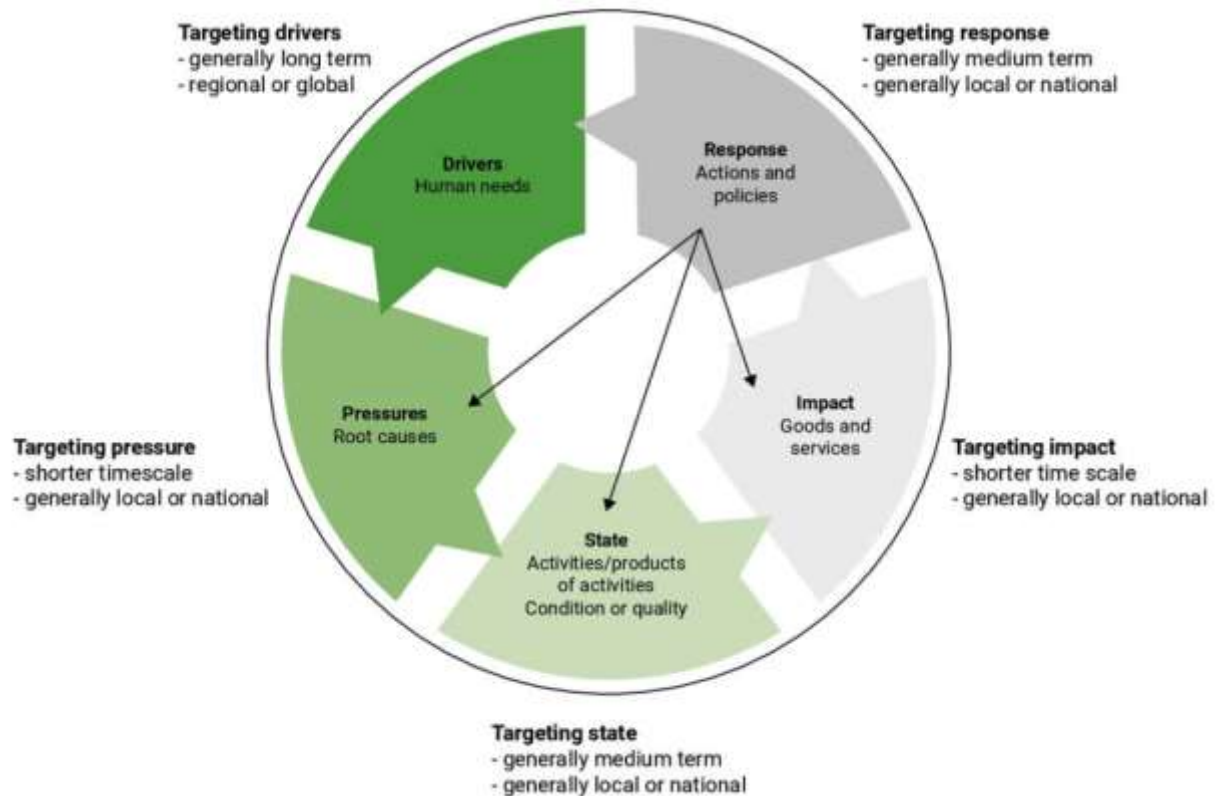 Targeting drivers
- generally long term
- regional or global
Targeting response
- generally medium term
- generally local or national
Drivers
Human needs
Response
Actions and
policies
Pressures
Root causes
Impact
Goods and
services
Targeting pressure
- shorter timescale
- generally local or national
Targeting impact
- shorter time scale
- generally local or national
State
Activities/products
of activities
Condition or quality
Targeting state
- generally medium term
- generally local or national